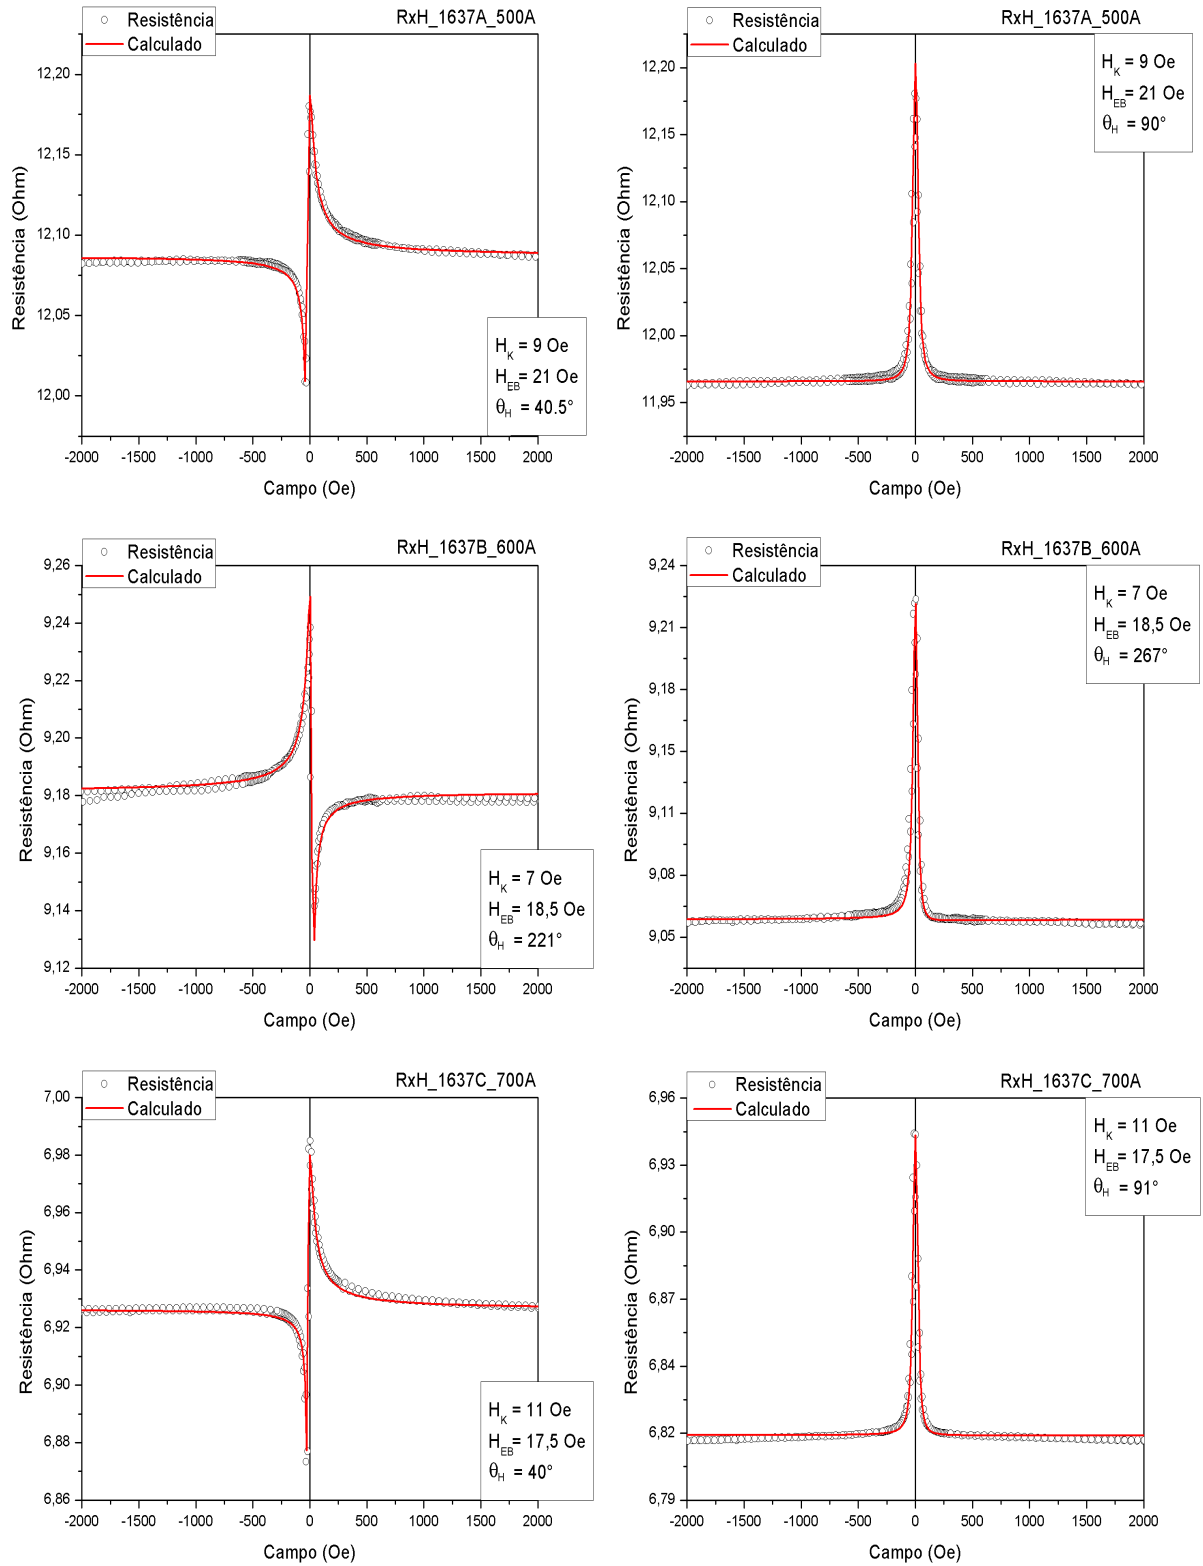 Resistência
Calculado
RxH_1637A_500A
12,20
12,15
12,10
12,05
12,00
Resistência (Ohm)
H_K = 9 Oe
H_EB= 21 Oe
θ_H = 40.5°
-2000 -1500 -1000 -500 0 500 1000 1500 2000
Campo (Oe)
Resistência
Calculado
RxH_1637A_500A
12,20
12,15
12,10
12,05
12,00
11,95
Resistência (Ohm)
H_K = 9 Oe
H_EB= 21 Oe
θ_H = 90°
-2000 -1500 -1000 -500 0 500 1000 1500 2000
Campo (Oe)
Resistência
Calculado
RxH_1637B_600A
9,26
9,24
9,22
9,20
9,18
9,16
9,14
9,12
Resistência (Ohm)
H_K = 7 Oe
H_EB= 18,5 Oe
θ_H = 221°
-2000 -1500 -1000 -500 0 500 1000 1500 2000
Campo (Oe)
Resistência
Calculado
RxH_1637B_600A
9,24
9,21
9,18
9,15
9,11
9,08
9,05
Resistência (Ohm)
H_K = 7 Oe
H_EB= 18,5 Oe
θ_H = 267°
-2000 -1500 -1000 -500 0 500 1000 1500 2000
Campo (Oe)
Resistência
Calculado
RxH_1637C_700A
7,00
6,98
6,96
6,94
6,92
6,90
6,88
6,86
Resistência (Ohm)
H_K = 11 Oe
H_EB= 17,5 Oe
θ_H = 40°
-2000 -1500 -1000 -500 0 500 1000 1500 2000
Campo (Oe)
Resistência
Calculado
RxH_1637C_700A
6,96
6,93
6,90
6,87
6,84
6,82
6,79
Resistência (Ohm)
H_K = 11 Oe
H_EB= 17,5 Oe
θ_H = 91°
-2000 -1500 -1000 -500 0 500 1000 1500 2000
Campo (Oe)